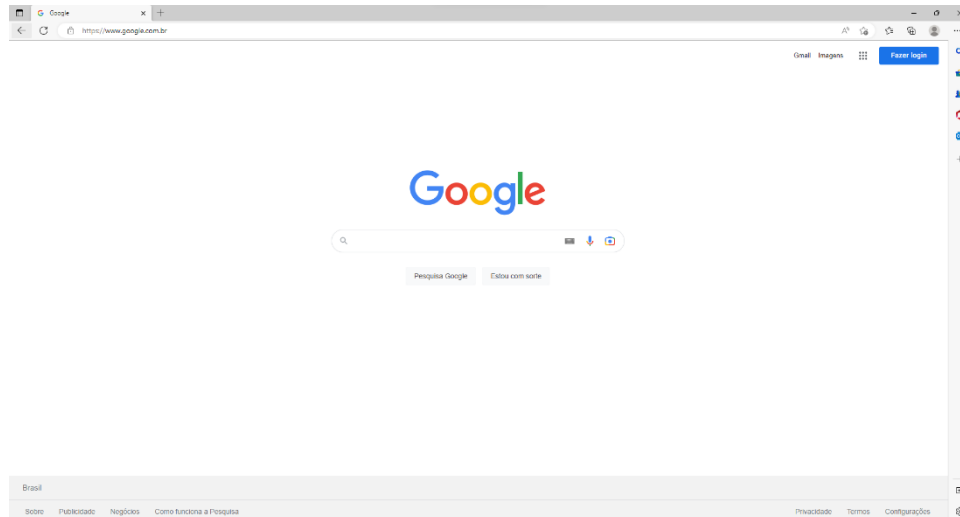 Google
https://www.google.com.br
Gmail Imagens
Fazer login
Google
Pesquisa Google Estou com sorte
Brasil
Sobre Publicidade Negócios Como funciona a Pesquisa Privacidade Termos Configurações